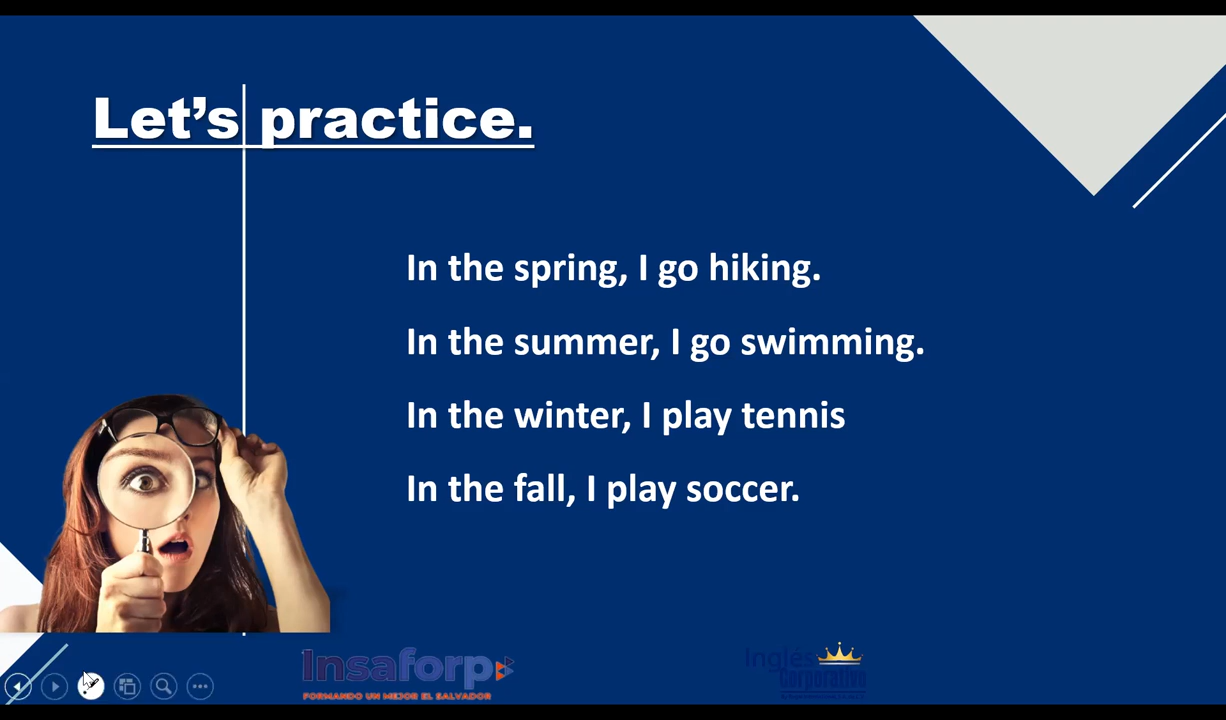 Let’s practice.
In the spring, I go hiking.
In the summer, I go swimming.
In the winter, I play tennis
In the fall, I play soccer.
Insaforp
FORMANDO UN MEJOR EL SALVADOR
Inglés
Corporativo